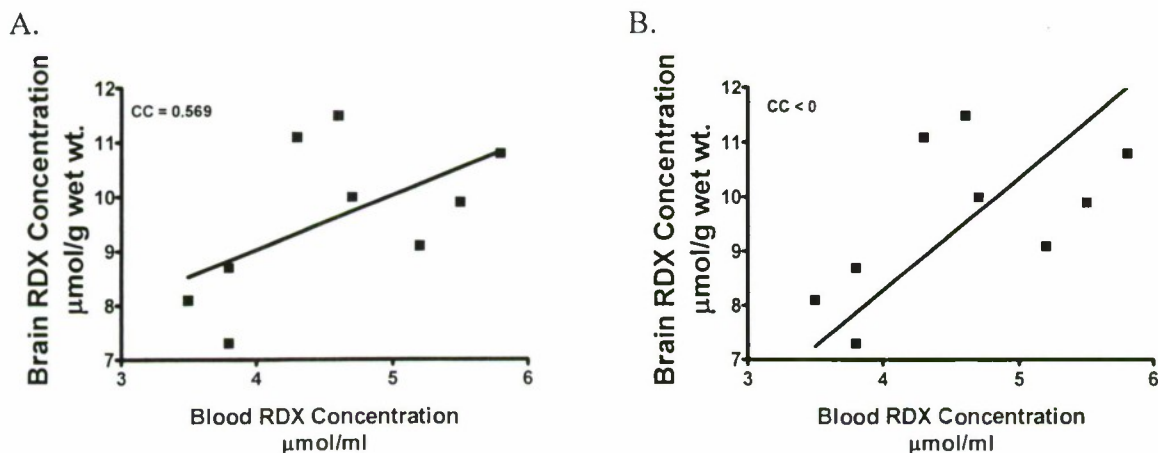 A.
CC = 0.569
12
11
10
9
8
7
3
4
5
6
Brain RDX Concentration
µmol/g wet wt.
Blood RDX Concentration
µmol/ml
B.
CC < 0
12
11
10
9
8
7
3
4
5
6
Brain RDX Concentration
µmol/g wet wt.
Blood RDX Concentration
µmol/ml